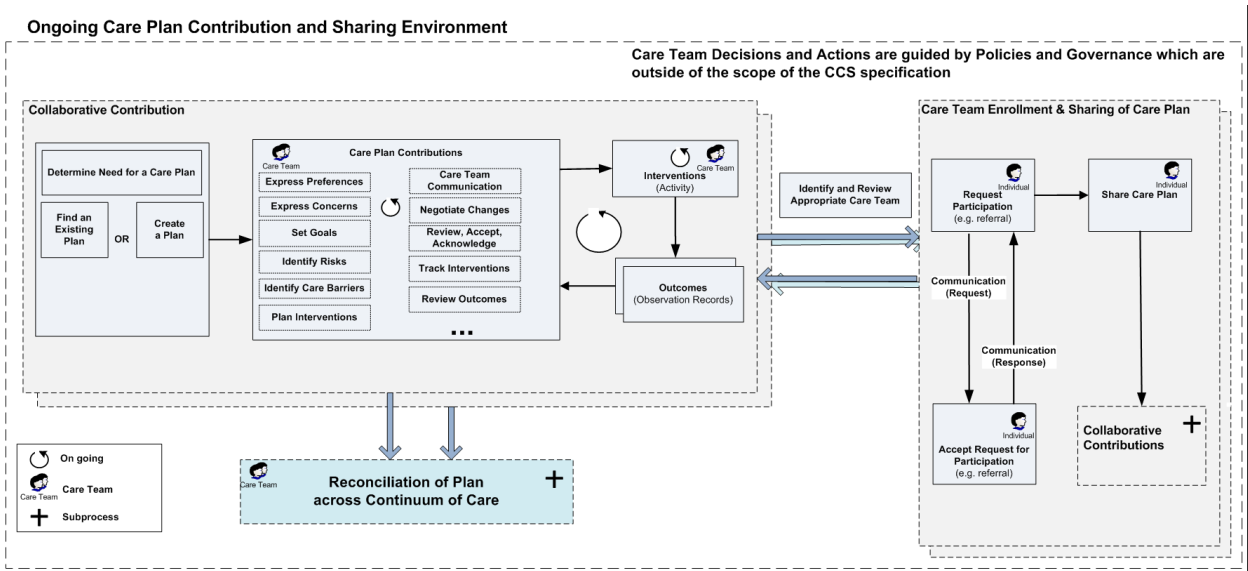 Ongoing Care Plan Contribution and Sharing Environment
Care Team Decisions and Actions are guided by Policies and Governance which are
outside of the scope of the CCS specification
Collaborative Contribution
Determine Need for a Care Plan
Find an
Existing
Plan
OR
Create
a Plan
Care Team
Care Plan Contributions
Express Preferences
Express Concerns
Set Goals
Identify Risks
Identify Care Barriers
Plan Interventions
Care Team
Communication
Negotiate Changes
Review, Accept,
Acknowledge
Track Interventions
Review Outcomes
...
Care Team
Interventions
(Activity)
Outcomes
(Observation Records)
Identify and Review
Appropriate Care Team
Care Team Enrollment & Sharing of Care Plan
Individual
Request
Participation
(e.g. referral)
Individual
Share Care Plan
Communication
(Request)
Communication
(Response)
Individual
Accept Request for
Participation
(e.g. referral)
Collaborative
Contributions
+
On going
Care Team
Care Team
+
Subprocess
Care Team
Reconciliation of Plan
across Continuum of Care
+